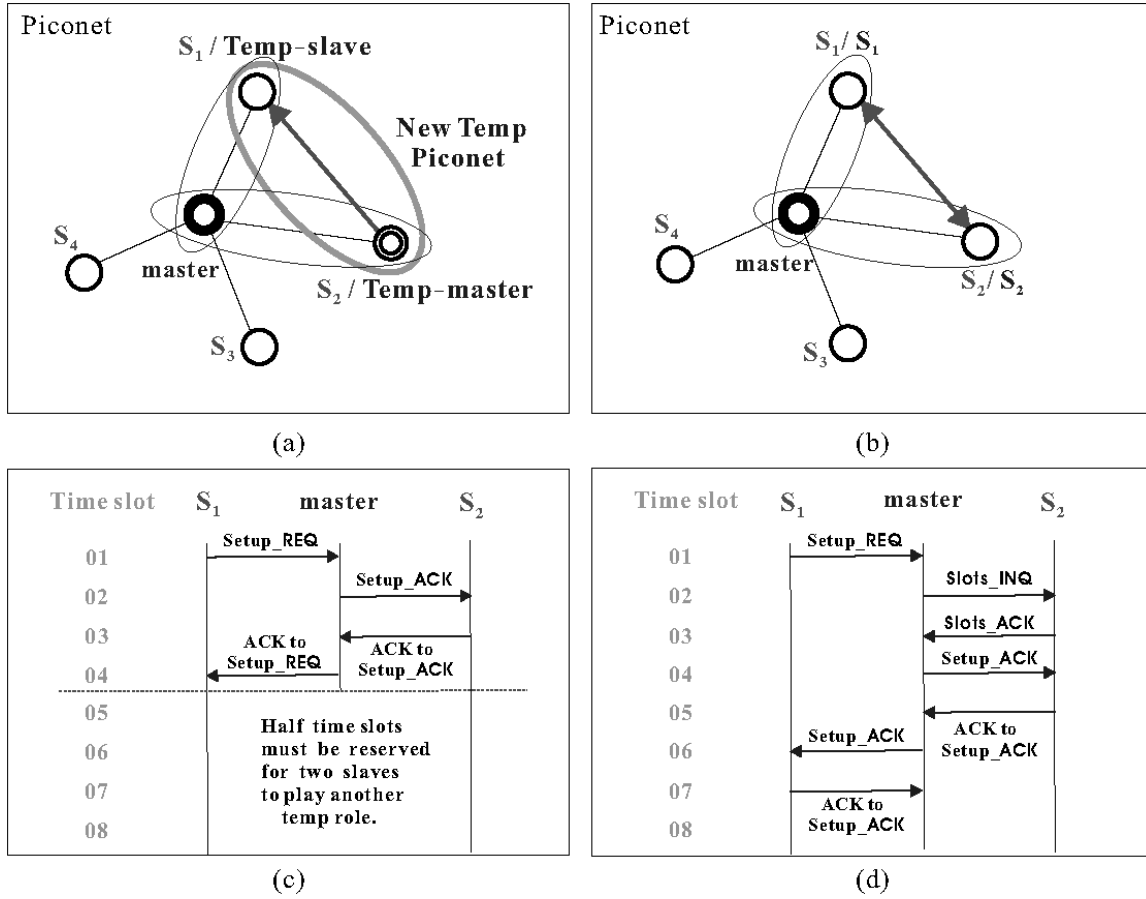 Piconet
S1 / Temp-slave
New Temp
Piconet
S4
master
S2 / Temp-master
S3
(a)
Piconet
S1/ S1
S4
master
S2/ S2
S3
(b)
Time slot S1 master S2
01 Setup_REQ
02 Setup_ACK
03 ACK to
Setup_REQ
ACK to
Setup_ACK
04
05
06
07
08
Half time slots
must be reserved
for two slaves
to play another
temp role.
(c)
Time slot S1 master S2
01 Setup_REQ
02 Slots_INQ
03 Slots_ACK
04 Setup_ACK
05 ACK to
Setup_ACK
06 Setup_ACK
07 ACK to
Setup_ACK
08
(d)